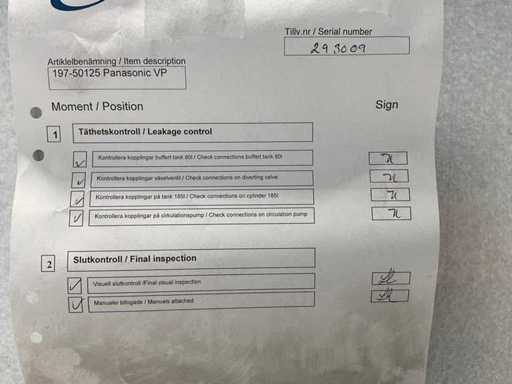 Tillv.nr / Serial number
293009
Artikelbenämning / Item description
197-50125 Panasonic VP
Moment / Position Sign
1 Täthetskontroll / Leakage control
Kontrollera kopplingar buffert tank 80l / Check connections buffert tank 80l
Kontrollera kopplingar växelventil / Check connections on diverting valve
Kontrollera kopplingar på tank 185l / Check connections on cylinder 185l
Kontrollera kopplingar på cirkulationspump / Check connections on circulation pump
2 Slutkontroll / Final inspection
Visuell slutkontroll /Final visual inspection
Manualer bifogade / Manuals attached